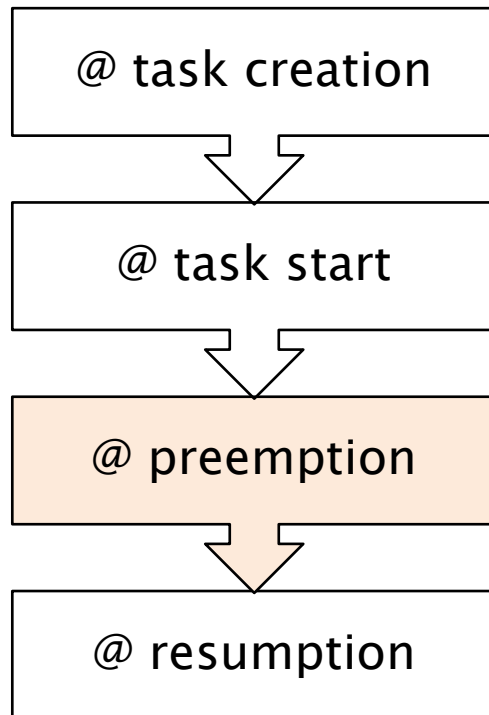 @ task creation
@ task start
@ preemption
@ resumption